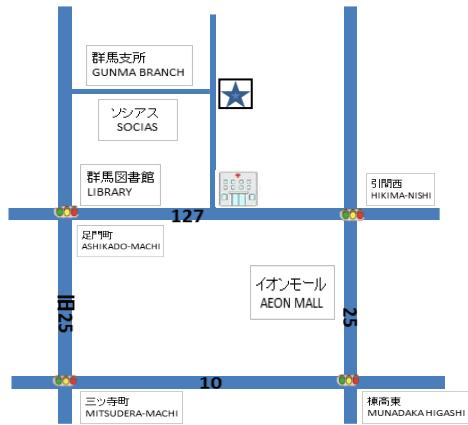 群馬支所
GUNMA BRANCH
ソシアス
SOCIAS
群馬図書館
LIBRARY
引間西
HIKIMA-NISHI
127
足門町
ASHIKADO-MACHI
イオンモール
AEON MALL
旧25
25
10
三ッ寺町
MITSUDERA-MACHI
棟高東
MUNADAKA HIGASHI